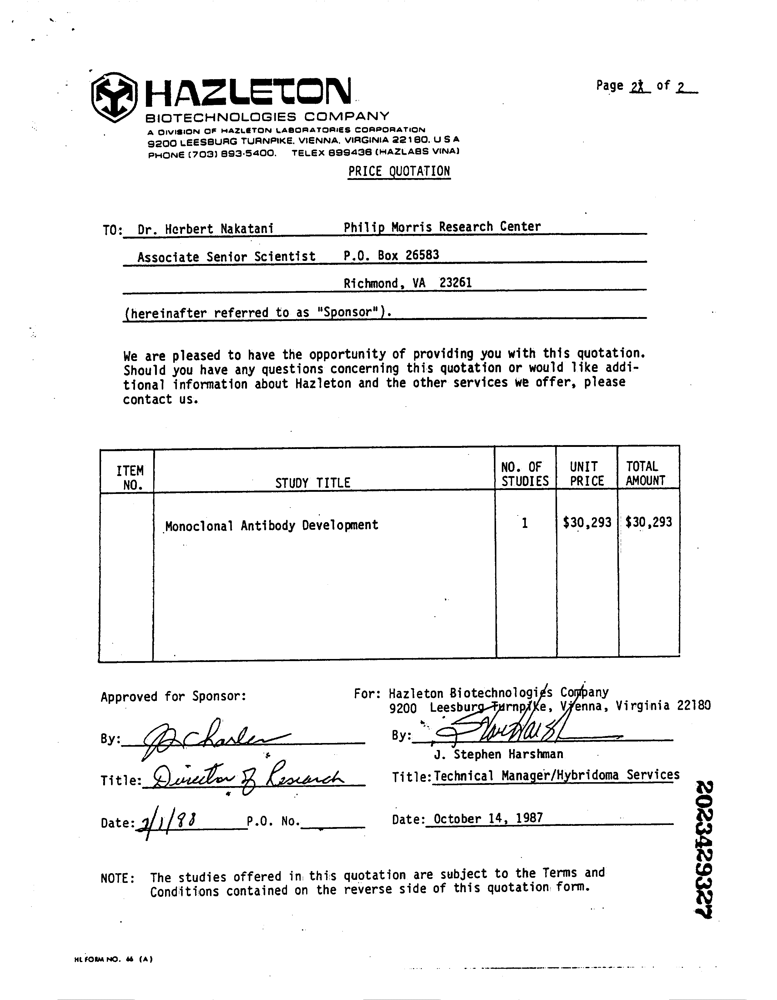 Page 2 of 2
HAZLETON
BIOTECHNOLOGIES COMPANY
A DIVISION OF HAZLETON LABORATORIES CORPORATION
9200 LEESBURG TURNPIKE, VIENNA, VIRGINIA 22180, U S A
PHONE (703) 893-5400. TELEX 899436 (HAZLABS VINA)
PRICE QUOTATION
TO: Dr. Herbert Nakatani Philip Morris Research Center
Associate Senior Scientist P.O. Box 26583
Richmond, VA 23261
(hereinafter referred to as "Sponsor").
We are pleased to have the opportunity of providing you with this quotation.
Should you have any questions concerning this quotation or would like addi-
tional information about Hazleton and the other services we offer, please
contact us.
ITEM NO. STUDY TITLE NO. OF STUDIES UNIT PRICE TOTAL AMOUNT
Monoclonal Antibody Development 1 $30,293 $30,293
Approved for Sponsor: For: Hazleton Biotechnologies Company
9200 Leesburg Turnpike, Vienna, Virginia 22180
By: Charles By:
J. Stephen Harshman
Title: Director of Research Title: Technical Manager/Hybridoma Services
Date: 2/1/88 P.O. No. Date: October 14, 1987
NOTE: The studies offered in this quotation are subject to the Terms and
Conditions contained on the reverse side of this quotation form.
HL FORM NO. 66 (A)
2023429327